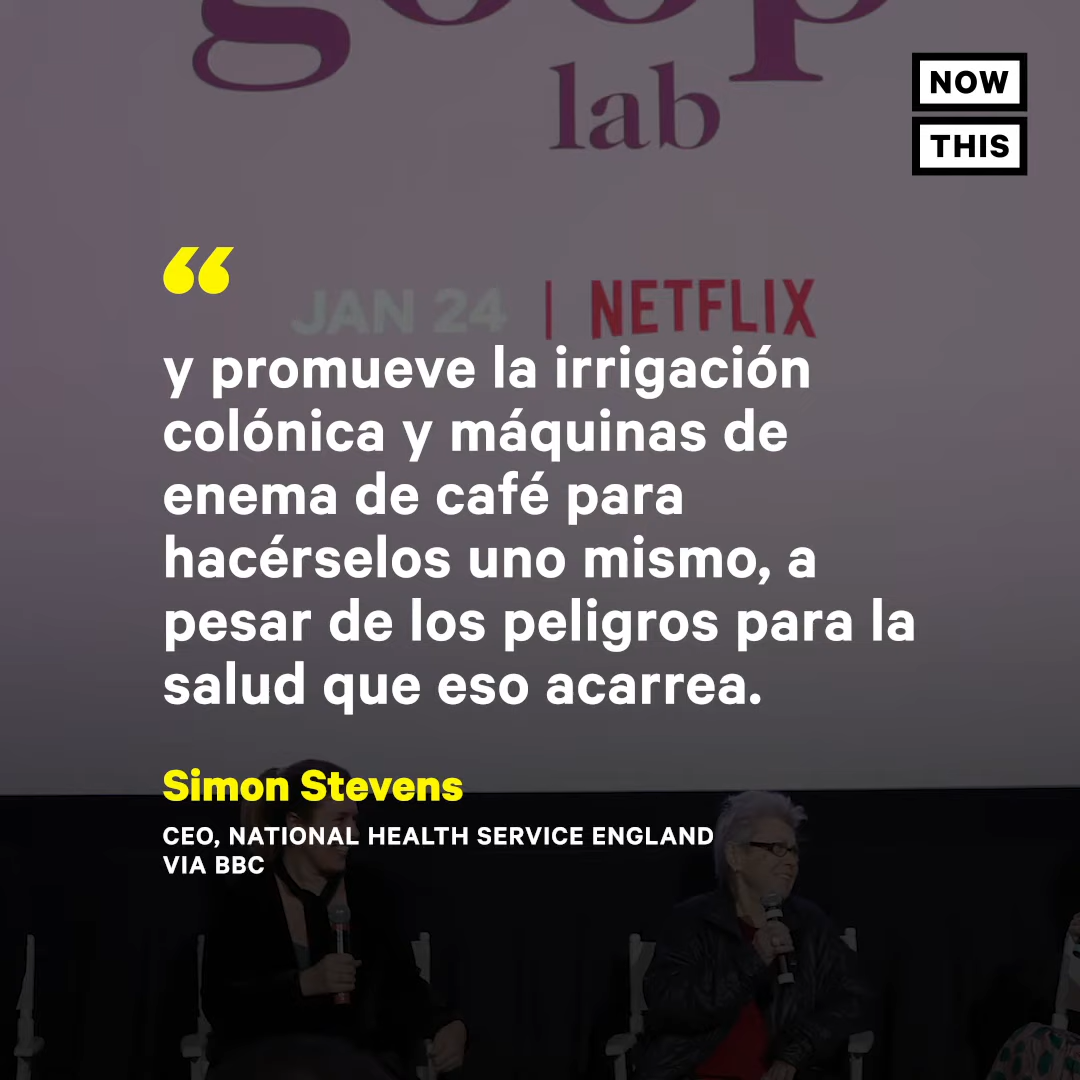 goop
lab
NOW
THIS
JAN 24 | NETFLIX
“
y promueve la irrigación
colónica y máquinas de
enema de café para
hacérselos uno mismo, a
pesar de los peligros para la
salud que eso acarrea.
Simon Stevens
CEO, NATIONAL HEALTH SERVICE ENGLAND
VIA BBC